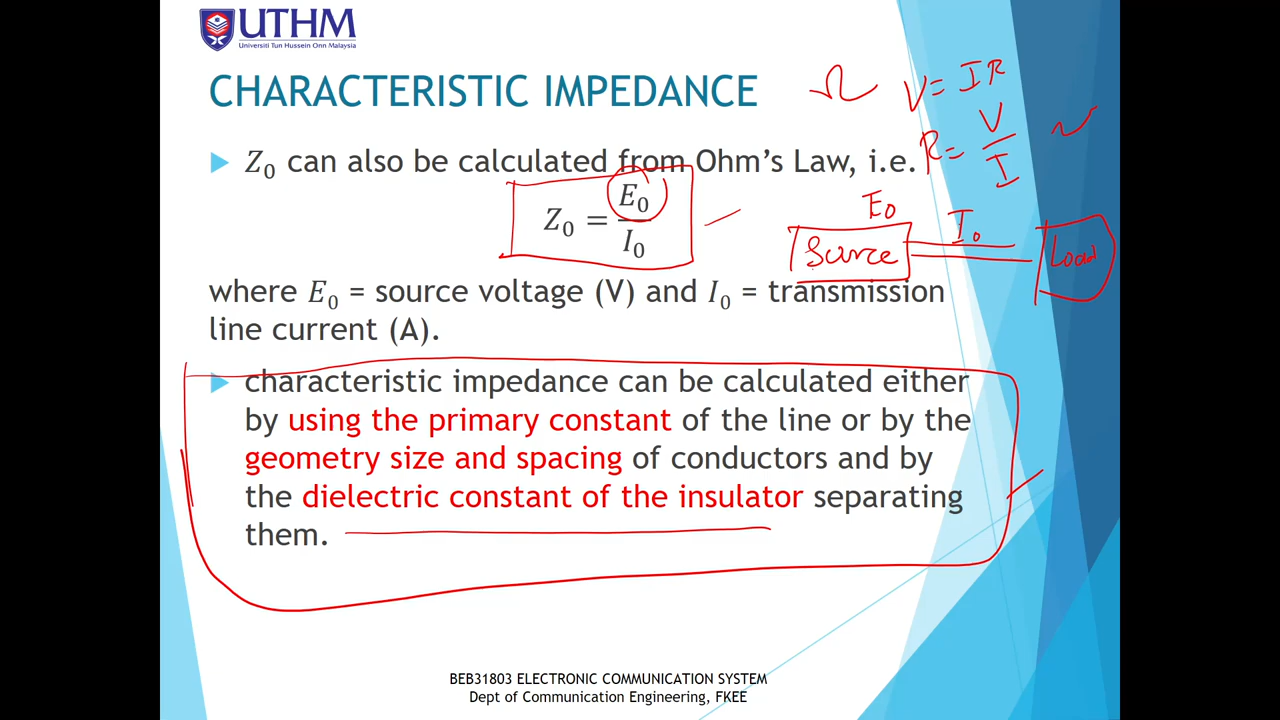 UTHM
Universiti Tun Hussein Onn Malaysia
CHARACTERISTIC IMPEDANCE
Ω V = IR
Z₀ can also be calculated from Ohm's Law, i.e.
R = V/I
Z₀ = E₀/I₀
E₀ I₀
Source Load
where E₀ = source voltage (V) and I₀ = transmission
line current (A).
characteristic impedance can be calculated either
by using the primary constant of the line or by the
geometry size and spacing of conductors and by
the dielectric constant of the insulator separating
them.
BEB31803 ELECTRONIC COMMUNICATION SYSTEM
Dept of Communication Engineering, FKEE